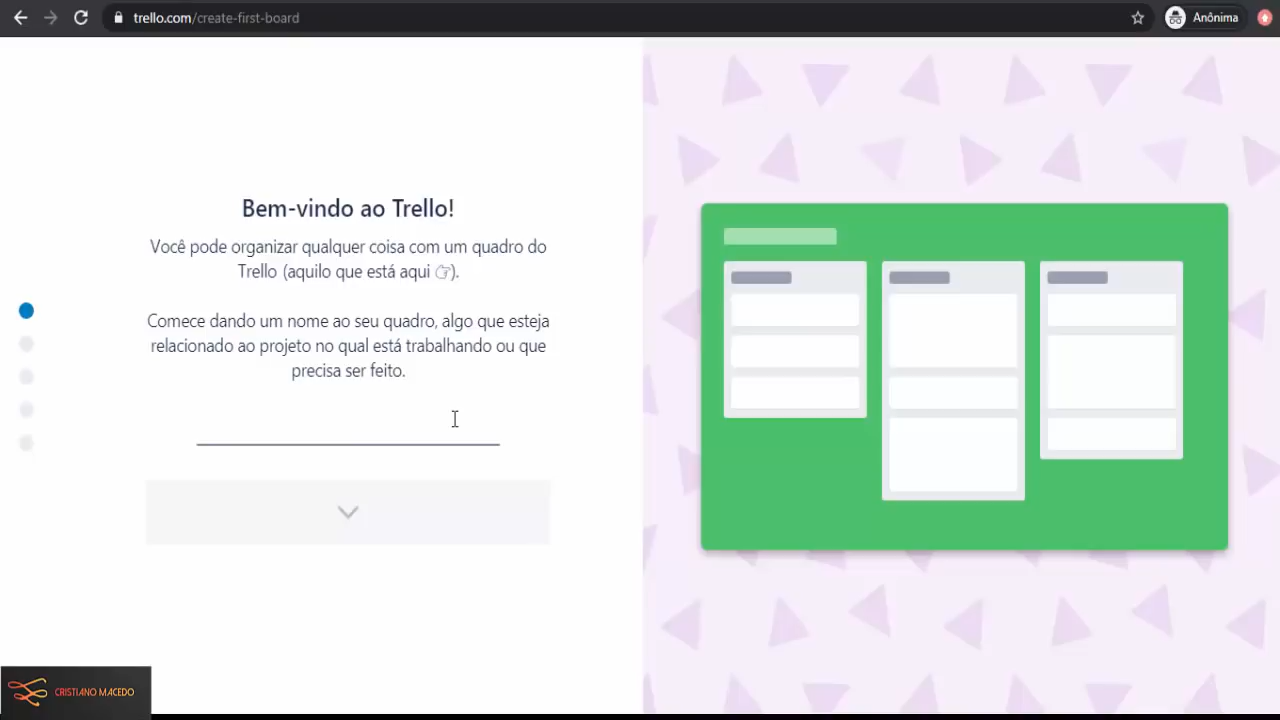 trello.com/create-first-board
Anônima
Bem-vindo ao Trello!
Você pode organizar qualquer coisa com um quadro do
Trello (aquilo que está aqui ☞).
Comece dando um nome ao seu quadro, algo que esteja
relacionado ao projeto no qual está trabalhando ou que
precisa ser feito.
CRISTIANO MACEDO